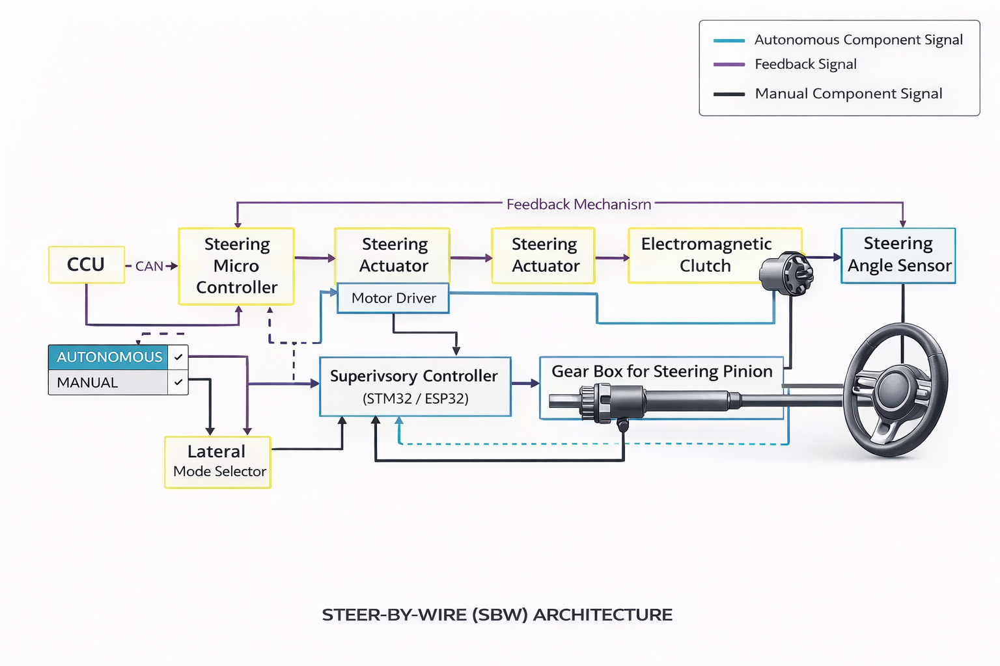 Autonomous Component Signal
Feedback Signal
Manual Component Signal
Feedback Mechanisrn
CCU
CAN
Steering
Micro
Controller
Steering
Actuator
Motor Driver
Steering
Actuator
Electromagnetic
Clutch
Steering
Angle Sensor
AUTONOMOUS
MANUAL
Superivsory Controller
(STM32 / ESP32)
Gear Box for Steering Pinion
Lateral
Mode Selector
STEER-BY-WIRE (SBW) ARCHITECTURE